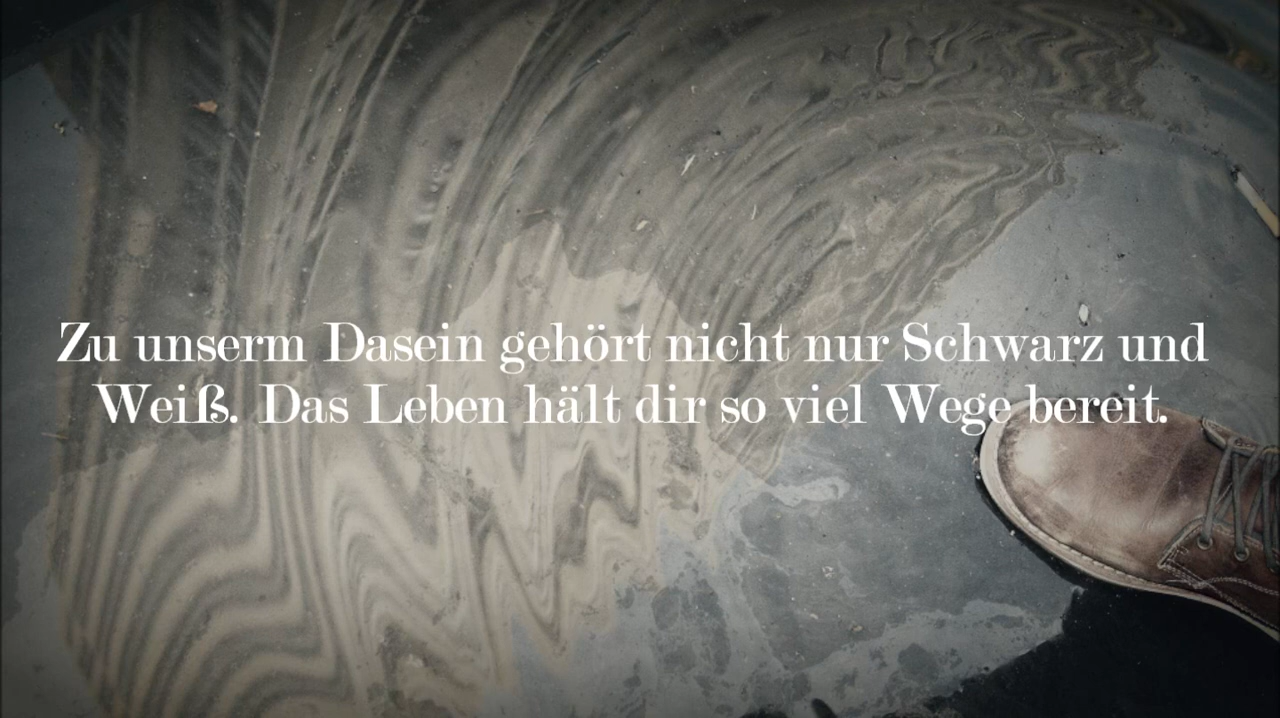 Zu unserm Dasein gehört nicht nur Schwarz und
Weiß. Das Leben hält dir so viel Wege bereit.